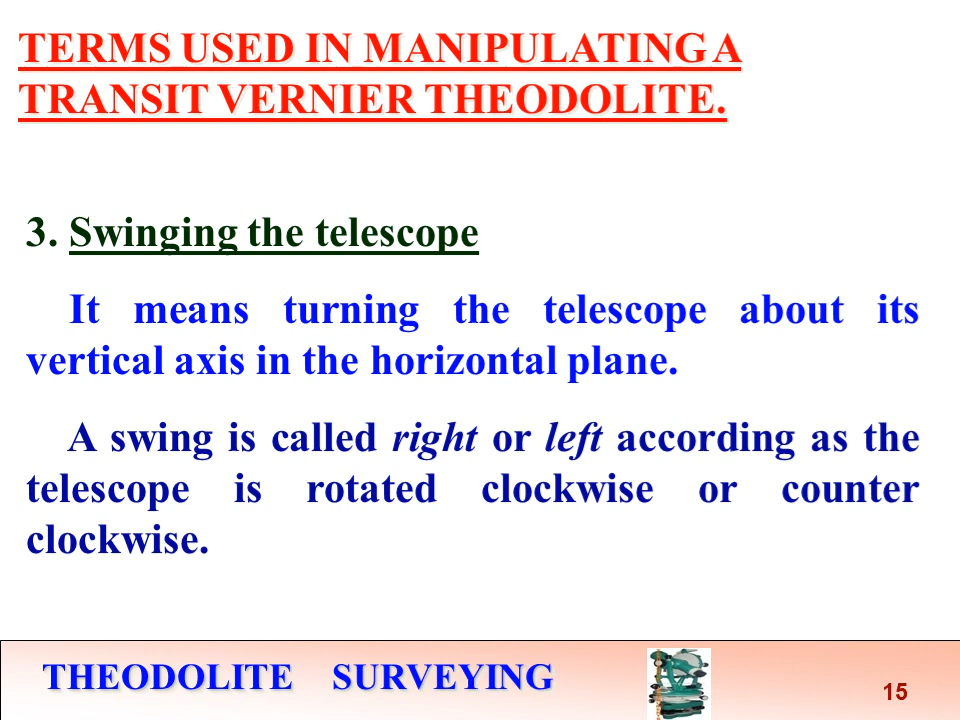 TERMS USED IN MANIPULATING A
TRANSIT VERNIER THEODOLITE.
3. Swinging the telescope
It means turning the telescope about its
vertical axis in the horizontal plane.
A swing is called right or left according as the
telescope is rotated clockwise or counter
clockwise.
THEODOLITE SURVEYING
15